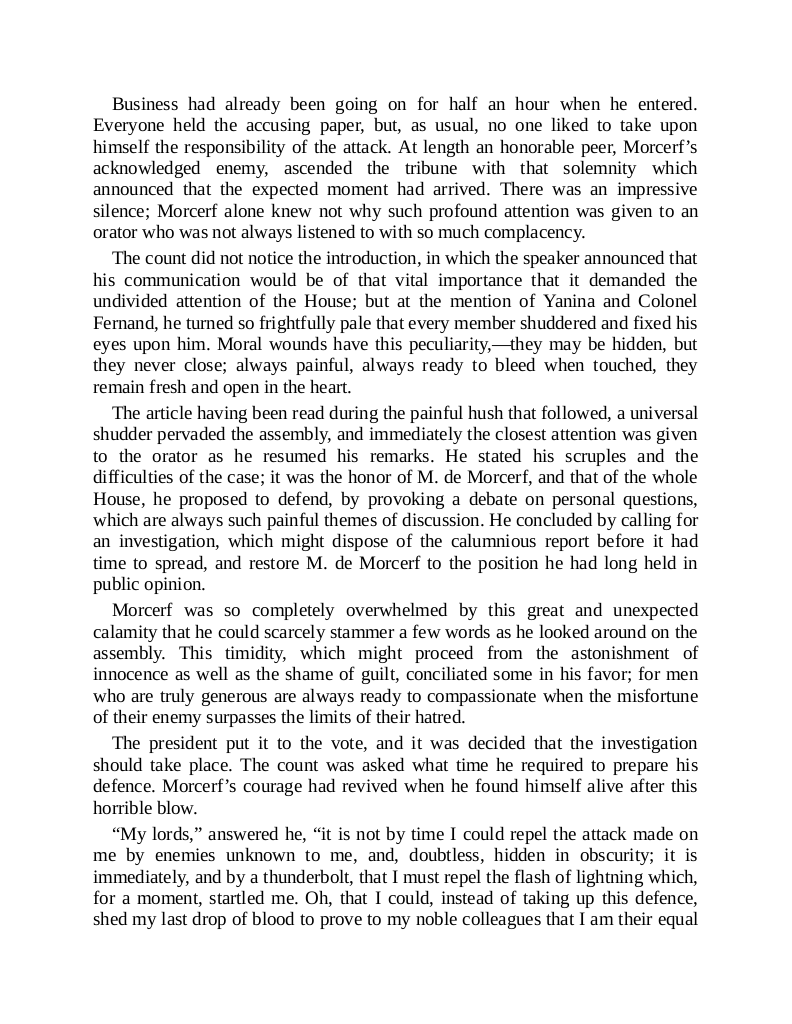 Business had already been going on for half an hour when he entered.
Everyone held the accusing paper, but, as usual, no one liked to take upon
himself the responsibility of the attack. At length an honorable peer, Morcerf’s
acknowledged enemy, ascended the tribune with that solemnity which
announced that the expected moment had arrived. There was an impressive
silence; Morcerf alone knew not why such profound attention was given to an
orator who was not always listened to with so much complacency.
The count did not notice the introduction, in which the speaker announced that
his communication would be of that vital importance that it demanded the
undivided attention of the House; but at the mention of Yanina and Colonel
Fernand, he turned so frightfully pale that every member shuddered and fixed his
eyes upon him. Moral wounds have this peculiarity,—they may be hidden, but
they never close; always painful, always ready to bleed when touched, they
remain fresh and open in the heart.
The article having been read during the painful hush that followed, a universal
shudder pervaded the assembly, and immediately the closest attention was given
to the orator as he resumed his remarks. He stated his scruples and the
difficulties of the case; it was the honor of M. de Morcerf, and that of the whole
House, he proposed to defend, by provoking a debate on personal questions,
which are always such painful themes of discussion. He concluded by calling for
an investigation, which might dispose of the calumnious report before it had
time to spread, and restore M. de Morcerf to the position he had long held in
public opinion.
Morcerf was so completely overwhelmed by this great and unexpected
calamity that he could scarcely stammer a few words as he looked around on the
assembly. This timidity, which might proceed from the astonishment of
innocence as well as the shame of guilt, conciliated some in his favor; for men
who are truly generous are always ready to compassionate when the misfortune
of their enemy surpasses the limits of their hatred.
The president put it to the vote, and it was decided that the investigation
should take place. The count was asked what time he required to prepare his
defence. Morcerf’s courage had revived when he found himself alive after this
horrible blow.
“My lords,” answered he, “it is not by time I could repel the attack made on
me by enemies unknown to me, and, doubtless, hidden in obscurity; it is
immediately, and by a thunderbolt, that I must repel the flash of lightning which,
for a moment, startled me. Oh, that I could, instead of taking up this defence,
shed my last drop of blood to prove to my noble colleagues that I am their equal